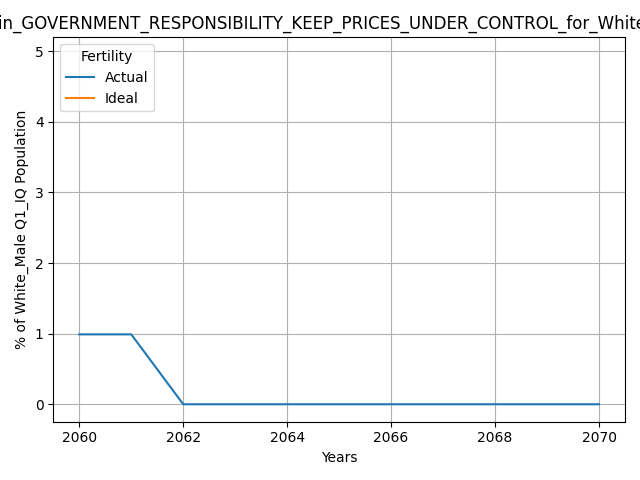 in_GOVERNMENT_RESPONSIBILITY_KEEP_PRICES_UNDER_CONTROL_for_White
Fertility
Actual
Ideal
% of White_Male Q1_IQ Population
5
4
3
2
1
0
2060 2062 2064 2066 2068 2070
Years